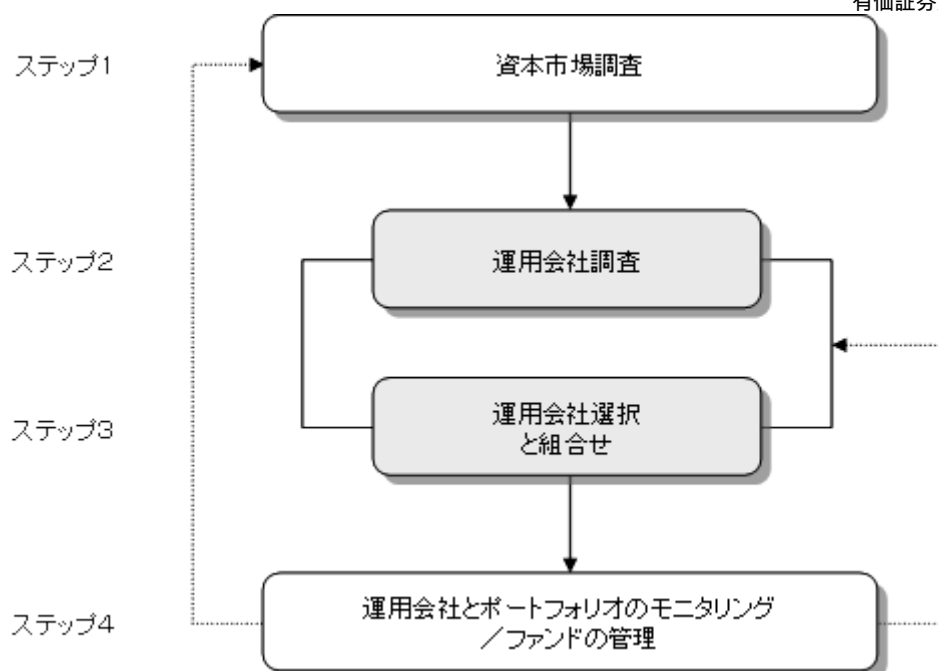 有価証券
ステップ1
資本市場調査
ステップ2
運用会社調査
ステップ3
運用会社選択
と組合せ
ステップ4
運用会社とポートフォリオのモニタリング
／ファンドの管理